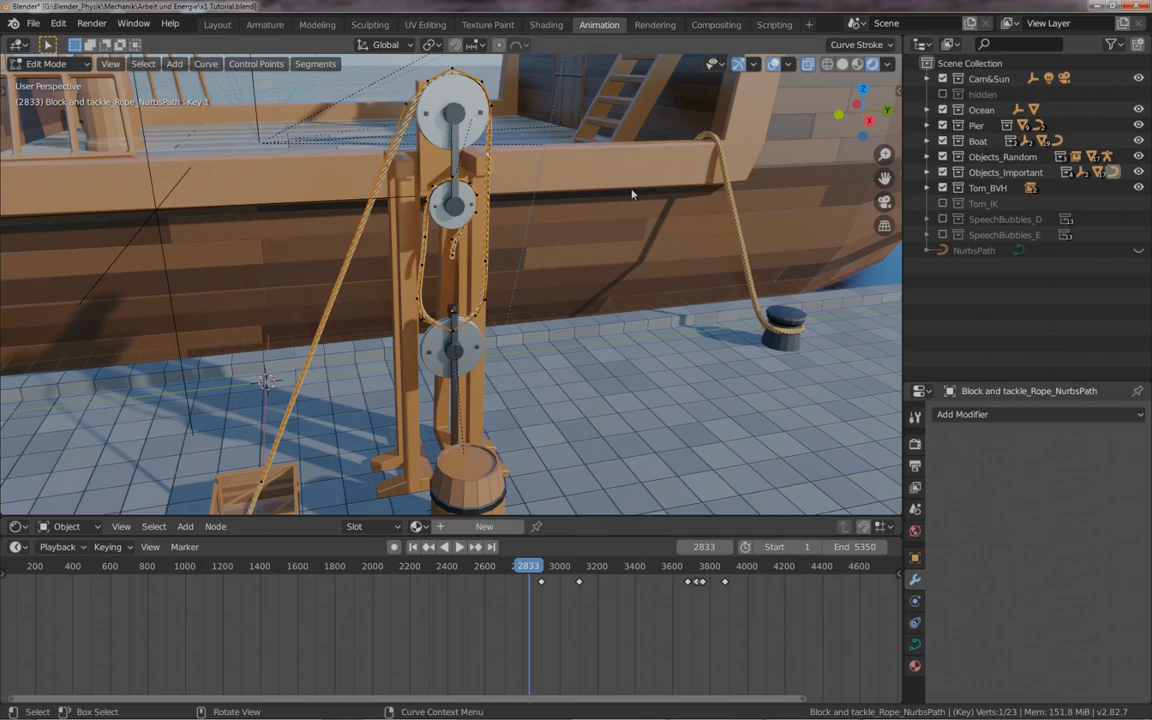 Blender* [G:\Blender_Physik\Mechanik\Arbeit und Energie\x1 Tutorial.blend]
File Edit Render Window Help Layout Armature Modeling Sculpting UV Editing Texture Paint Shading Animation Rendering Compositing Scripting + Scene View Layer
Global Curve Stroke
Edit Mode View Select Add Curve Control Points Segments
User Perspective
(2833) Block and tackle_Rope_NurbsPath : Key 1
Z
Y
X
Scene Collection
Cam&Sun
hidden
Ocean
Pier
Boat
Objects_Random
Objects_Important
Tom_BVH
Tom_IK
SpeechBubbles_D
SpeechBubbles_E
NurbsPath
Block and tackle_Rope_NurbsPath
Add Modifier
Object View Select Add Node Slot New
Playback Keying View Marker 2833 Start 1 End 5350
200 400 600 800 1000 1200 1400 1600 1800 2000 2200 2400 2600 2833 3000 3200 3400 3600 3800 4000 4200 4400 4600
Select Box Select Rotate View Curve Context Menu Block and tackle_Rope_NurbsPath | (Key) Verts:1/23 | Mem: 151.8 MiB | v2.82.7